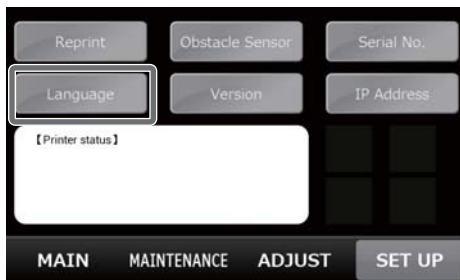 Reprint Obstacle Sensor Serial No.
Language Version IP Address
【Printer status】
MAIN MAINTENANCE ADJUST SET UP